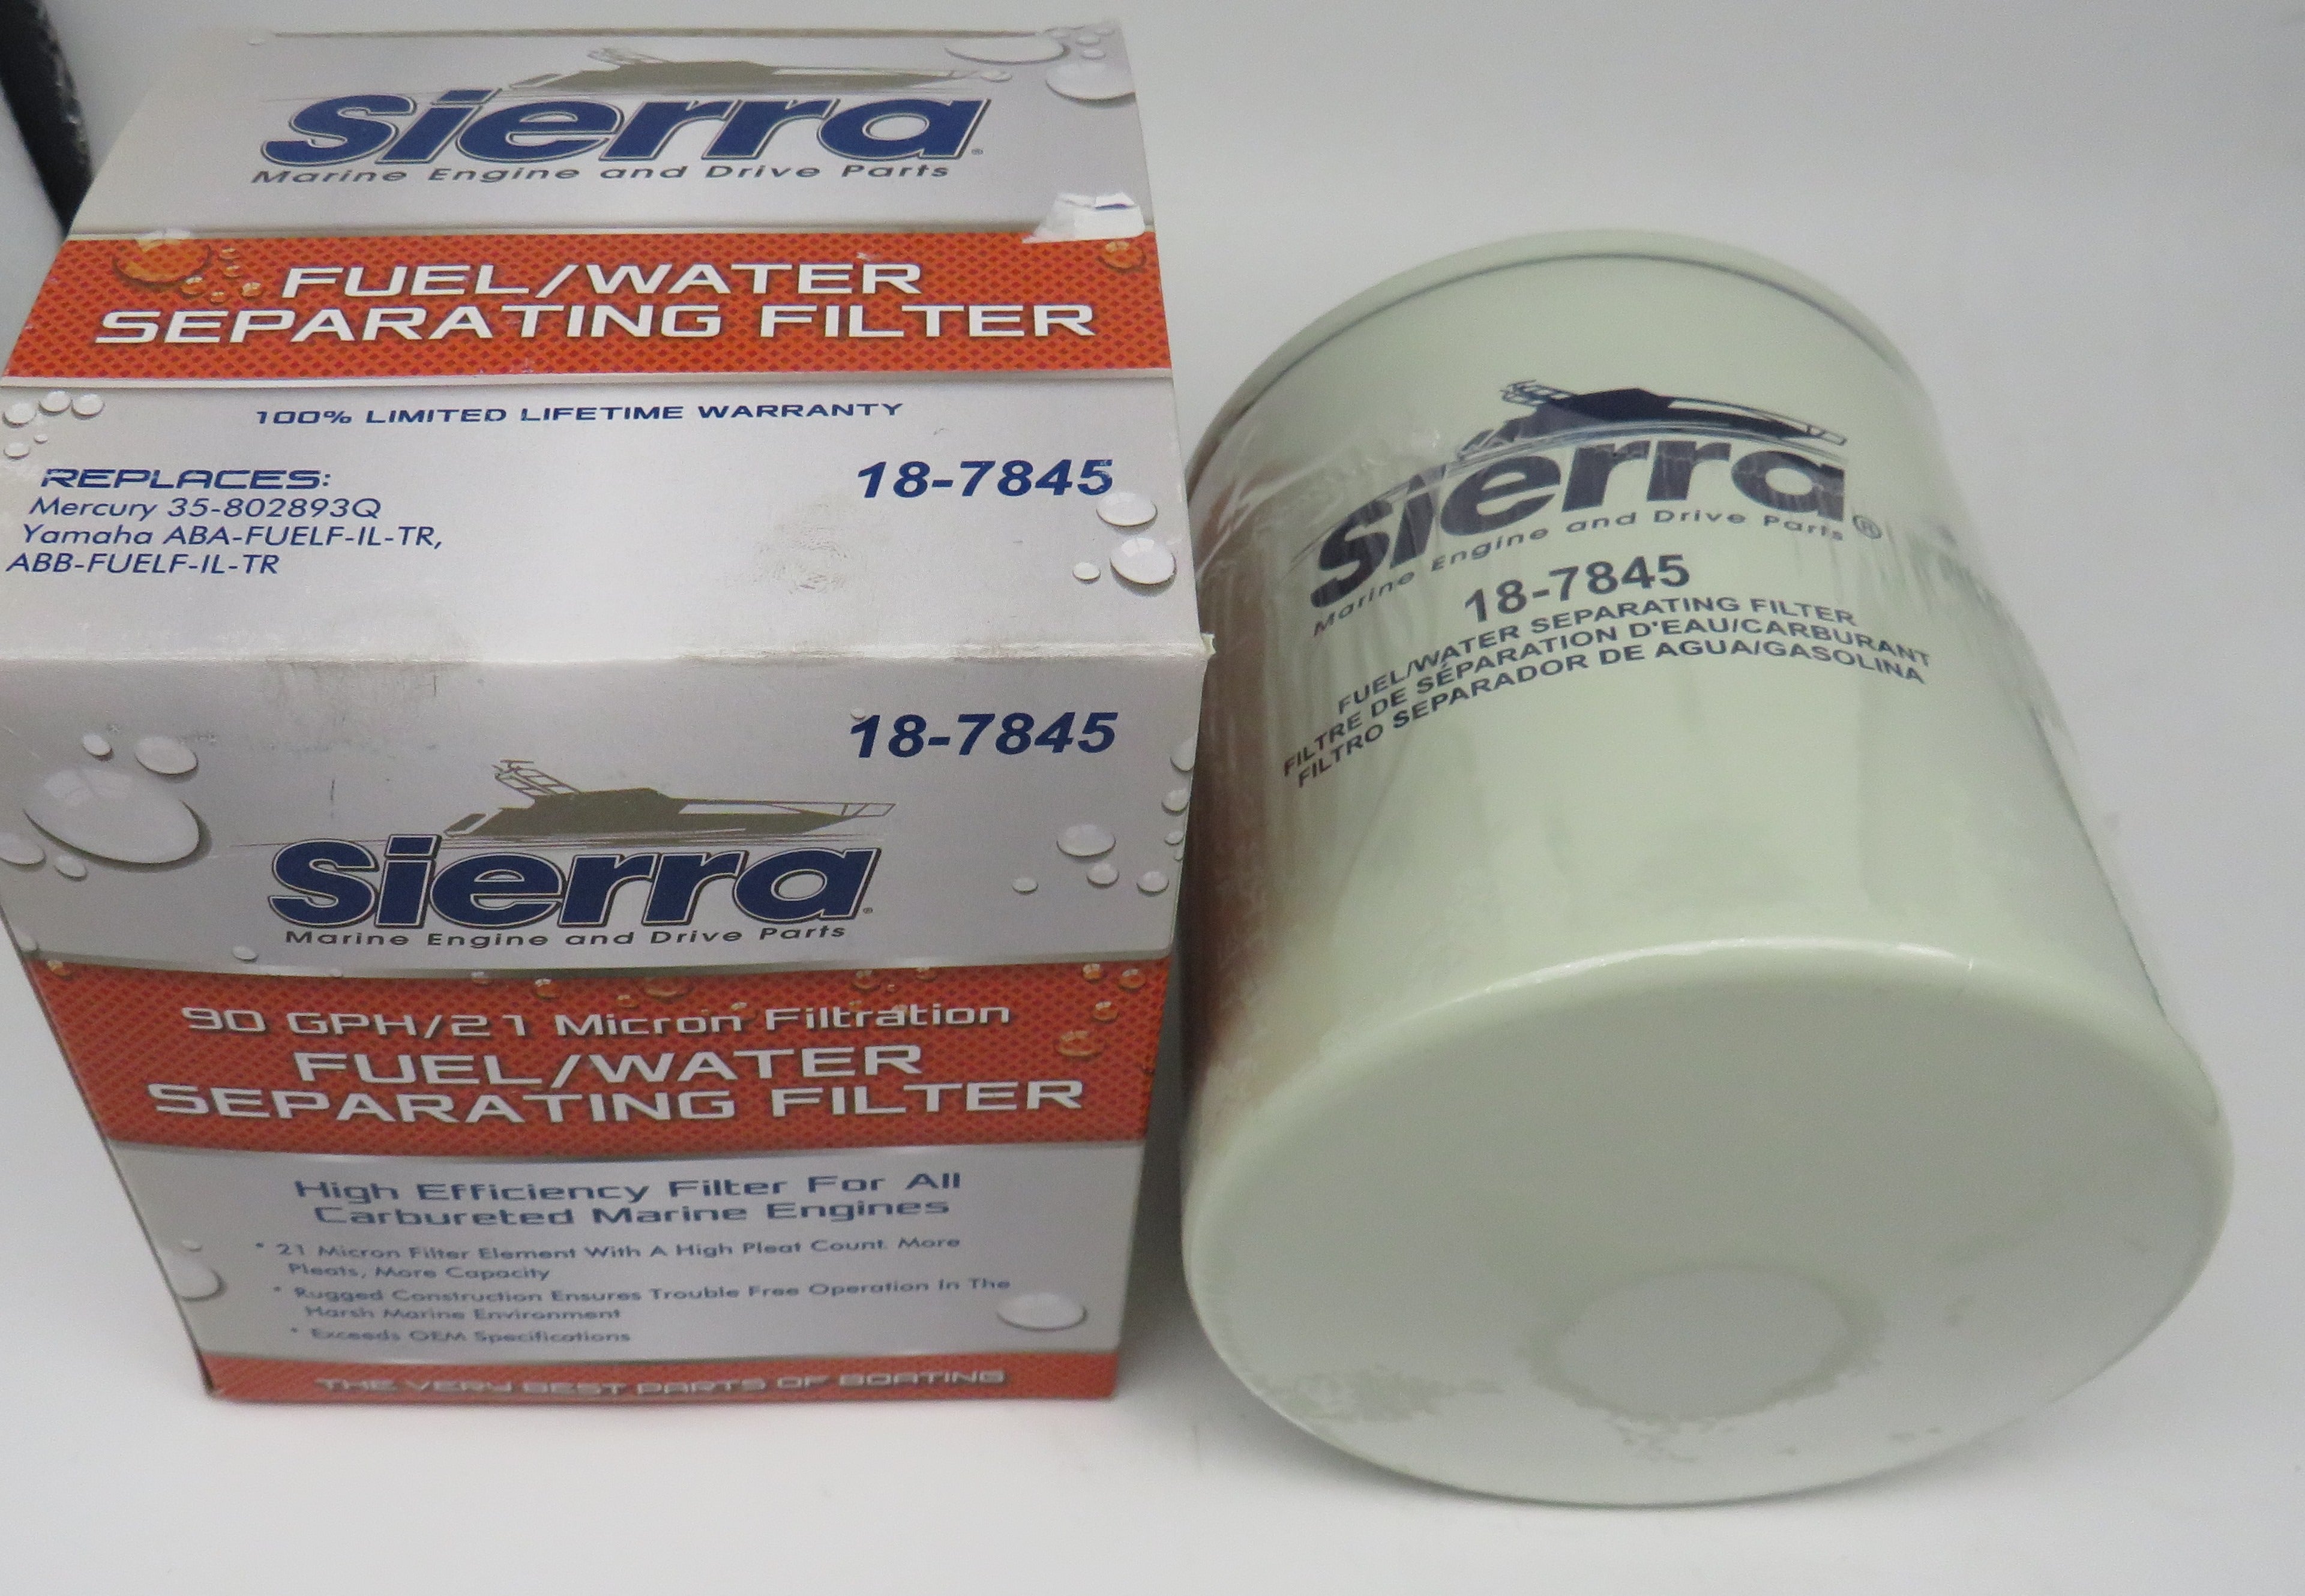 Sierra
Marine Engine and Drive Parts
FUEL/WATER
SEPARATING FILTER
100% LIMITED LIFETIME WARRANTY
REPLACES:
Mercury 35-802893Q
Yamaha ABA-FUELF-IL-TR,
ABB-FUELF-IL-TR
18-7845
18-7845
Sierra
Marine Engine and Drive Parts
90 GPH/21 Micron Filtration
FUEL/WATER
SEPARATING FILTER
High Efficiency Filter For All
Carbureted Marine Engines
* 21 Micron Filter Element With A High Pleat Count. More
Pleats, More Capacity
* Rugged Construction Ensures Trouble Free Operation In The
Harsh Marine Environment
* Exceeds OEM Specifications
THE VERY BEST PARTS OF BOATING
Sierra®
Marine Engine and Drive Parts
18-7845
FUEL/WATER SEPARATING FILTER
FILTRE DE SÉPARATION D'EAU/CARBURANT
FILTRO SEPARADOR DE AGUA/GASOLINA